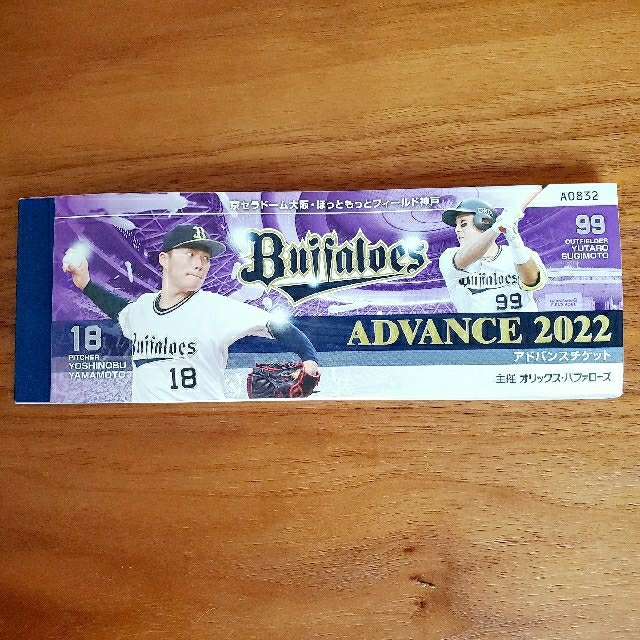 京セラドーム大阪・ほっともっとフィールド神戸
A0832
Buffaloes
99
OUTFIELDER
YUTARO
SUGIMOTO
Buffaloes
99
18
PITCHER
YOSHINOBU
YAMAMOTO
Buffaloes
18
ADVANCE 2022
アドバンスチケット
主催 オリックス・バファローズ